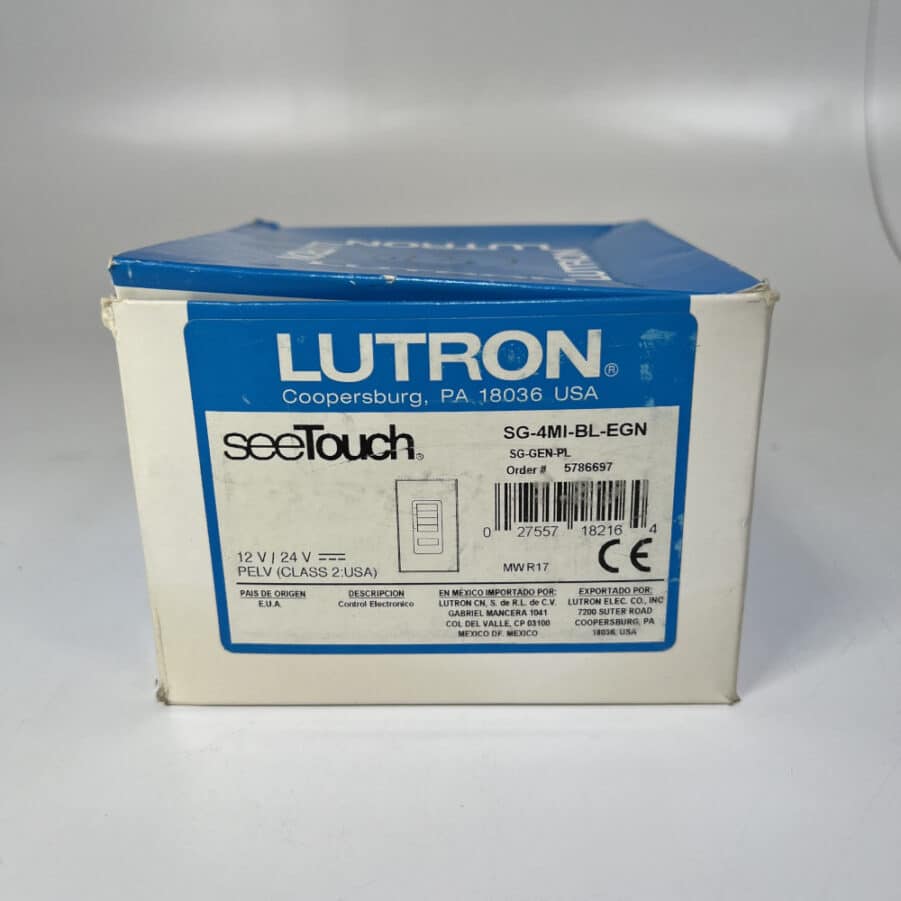 LUTRON
LUTRON
LUTRON
LUTRON®
Coopersburg, PA 18036 USA
seeTouch®
SG-4MI-BL-EGN
SG-GEN-PL
Order # 5786697
0 27557 18216 4
12 V / 24 V
PELV (CLASS 2:USA)
MW R17
CE
PAIS DE ORIGEN
E.U.A.
DESCRIPCION
Control Electronico
EN MEXICO IMPORTADO POR:
LUTRON CN, S. de R.L. de C.V.
GABRIEL MANCERA 1041
COL DEL VALLE, CP 03100
MEXICO DF. MEXICO
EXPORTADO POR:
LUTRON ELEC. CO., INC
7200 SUTER ROAD
COOPERSBURG, PA
18036, USA